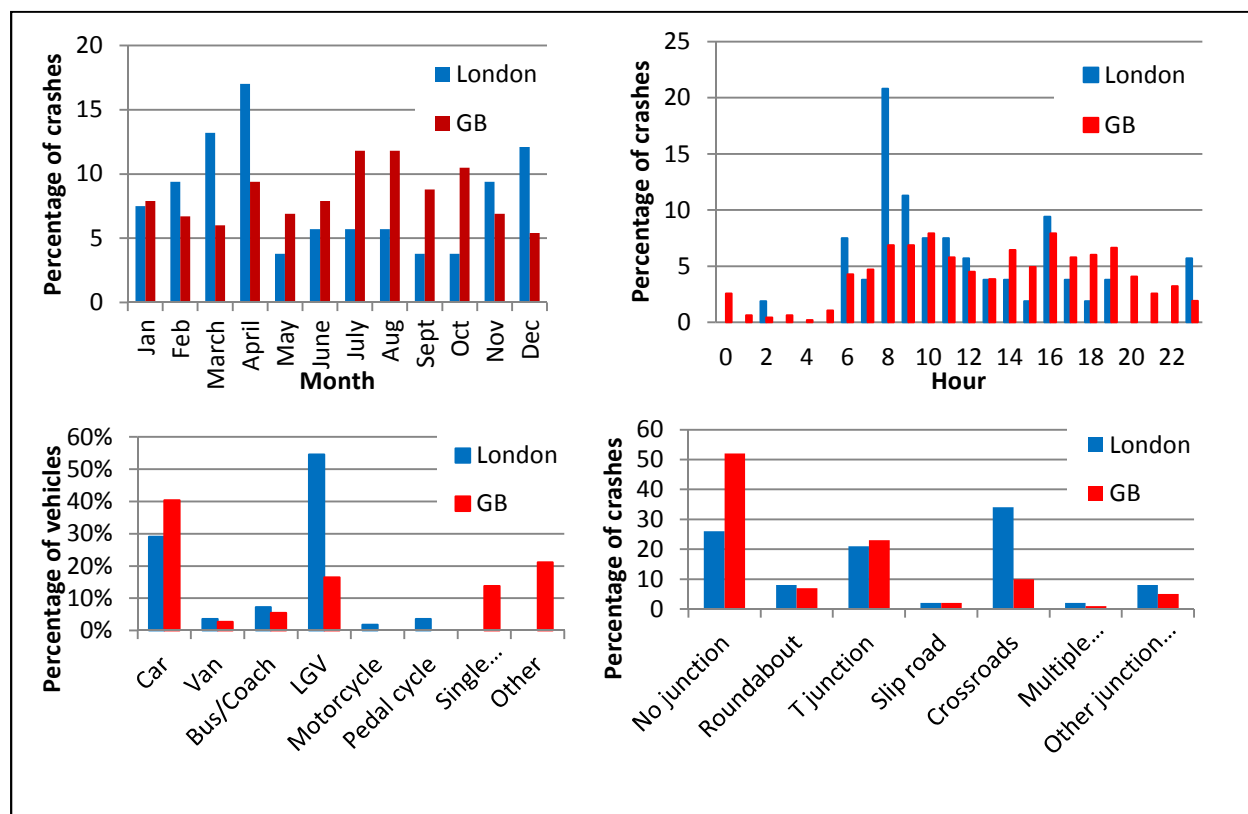 Percentage of crashes
20
15
10
5
0
London
GB
Jan
Feb
March
April
May
June
July
Aug
Sept
Oct
Nov
Dec
Month
Percentage of crashes
25
20
15
10
5
0
London
GB
0 2 4 6 8 10 12 14 16 18 20 22
Hour
Percentage of vehicles
60%
50%
40%
30%
20%
10%
0%
London
GB
Car
Van
Bus/Coach
LGV
Motorcycle
Pedal cycle
Single...
Other
Percentage of crashes
60
50
40
30
20
10
0
London
GB
No junction
Roundabout
T junction
Slip road
Crossroads
Multiple...
Other junction...